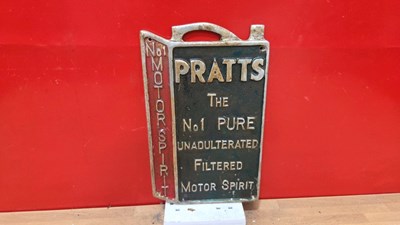 No1 MOTOR SPIRIT
PRATTS
THE
No1 PURE
UNADULTERATED
FILTERED
MOTOR SPIRIT